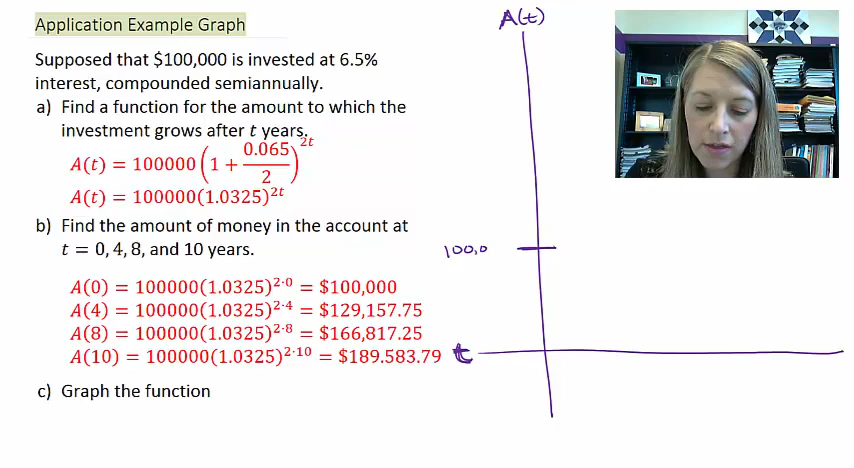 Application Example Graph
Supposed that $100,000 is invested at 6.5%
interest, compounded semiannually.
a) Find a function for the amount to which the
investment grows after t years.
A(t) = 100000(1 + 0.065/2)^2t
A(t) = 100000(1.0325)^2t
b) Find the amount of money in the account at
t = 0, 4, 8, and 10 years.
A(0) = 100000(1.0325)^2·0 = $100,000
A(4) = 100000(1.0325)^2·4 = $129,157.75
A(8) = 100000(1.0325)^2·8 = $166,817.25
A(10) = 100000(1.0325)^2·10 = $189.583.79
c) Graph the function
A(t)
100,0
t